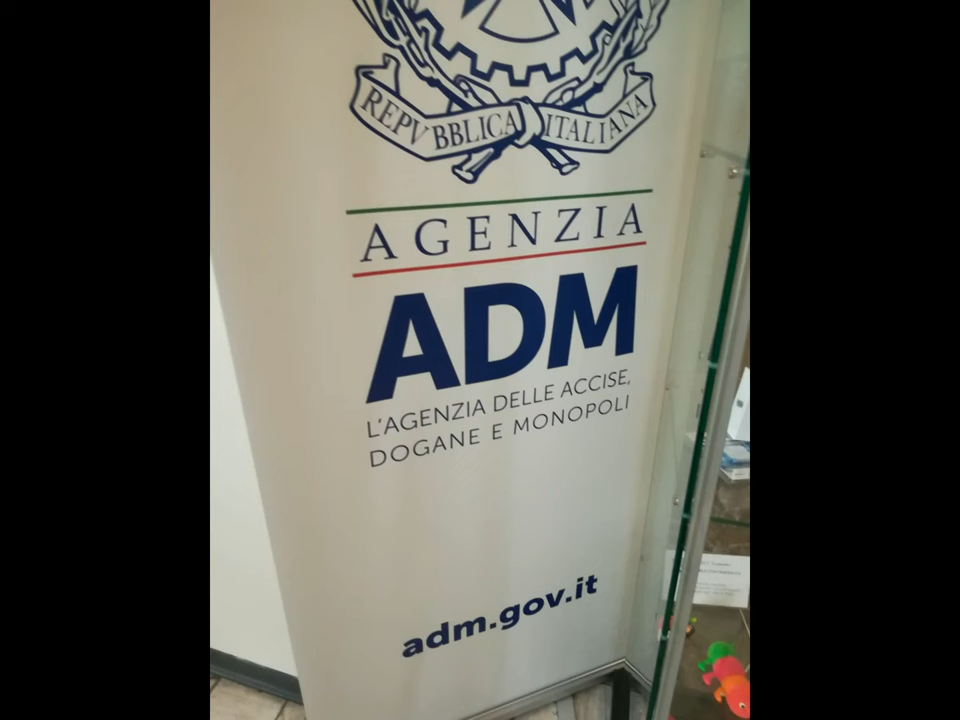 REPVBBLICA ITALIANA
AGENZIA
ADM
L'AGENZIA DELLE ACCISE,
DOGANE E MONOPOLI
adm.gov.it